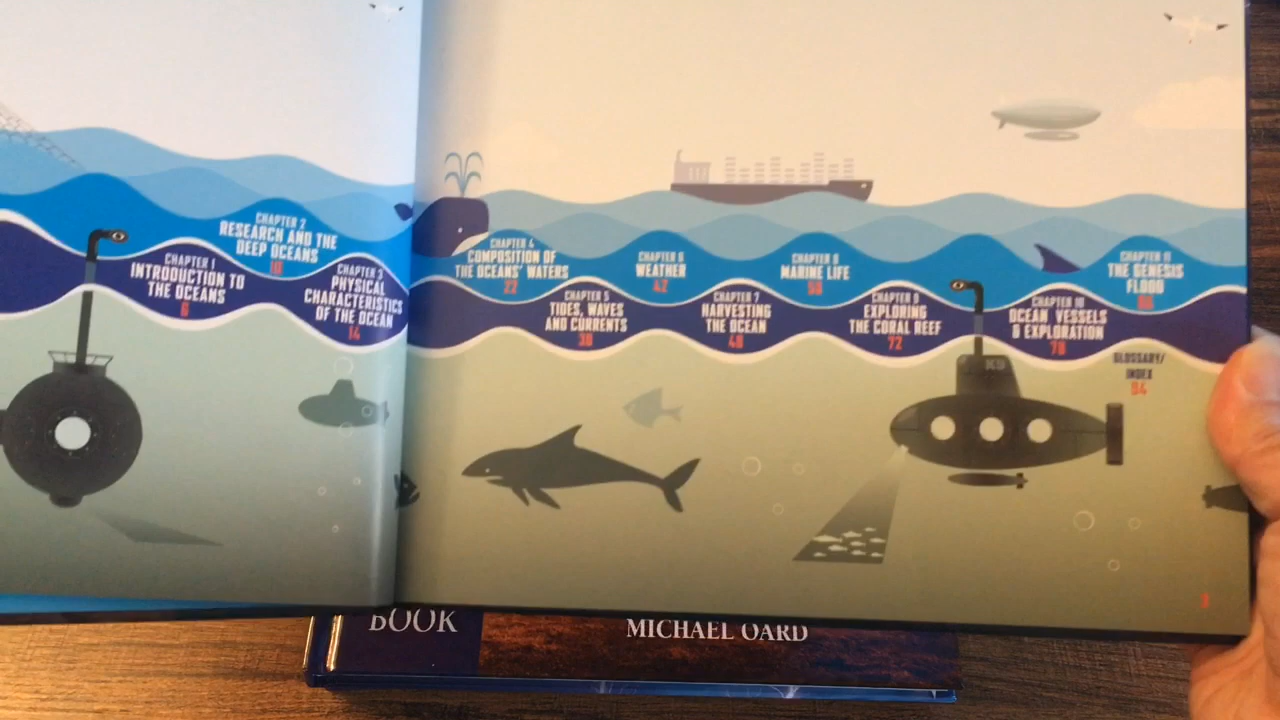 CHAPTER 1
INTRODUCTION TO
THE OCEANS
6
CHAPTER 2
RESEARCH AND THE
DEEP OCEANS
10
CHAPTER 3
PHYSICAL
CHARACTERISTICS
OF THE OCEAN
14
CHAPTER 4
COMPOSITION OF
THE OCEANS' WATERS
22
CHAPTER 5
TIDES, WAVES
AND CURRENTS
30
CHAPTER 6
WEATHER
42
CHAPTER 7
HARVESTING
THE OCEAN
48
CHAPTER 8
MARINE LIFE
56
CHAPTER 9
EXPLORING
THE CORAL REEF
72
CHAPTER 10
OCEAN VESSELS
& EXPLORATION
78
CHAPTER 11
THE GENESIS
FLOOD
GLOSSARY/
INDEX
94
K9
3
BOOK
MICHAEL OARD